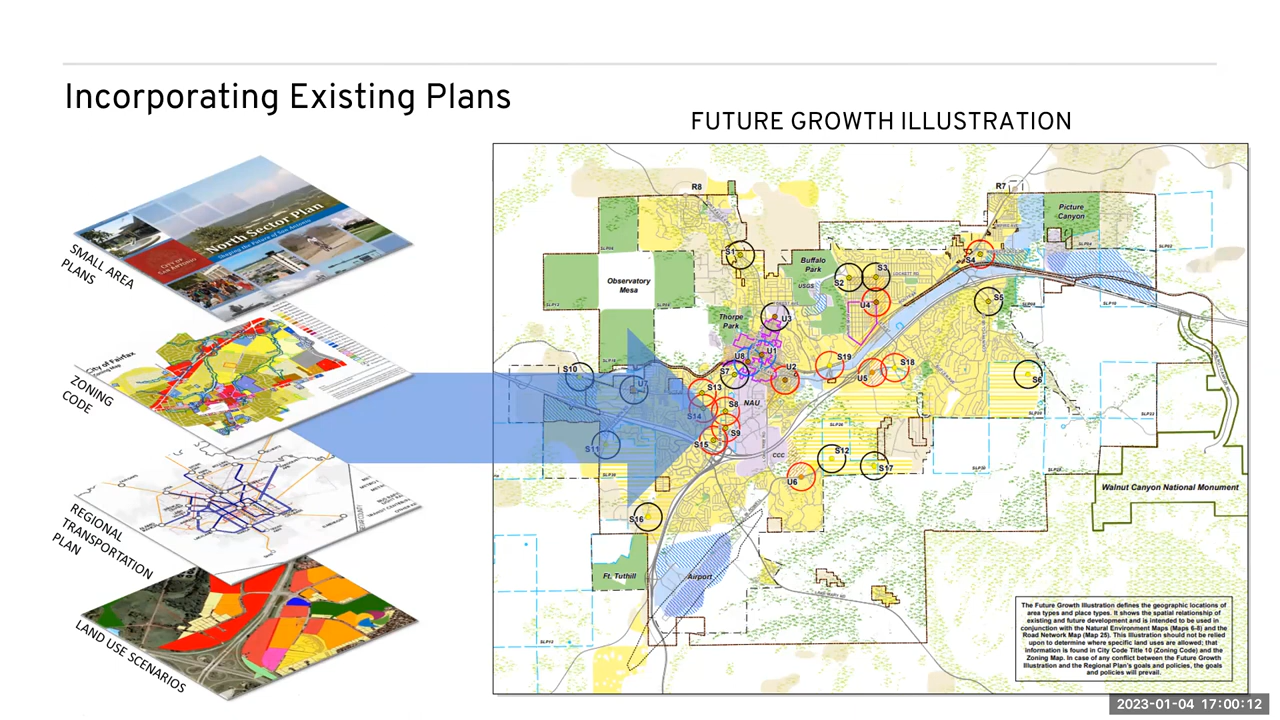 Incorporating Existing Plans
FUTURE GROWTH ILLUSTRATION
North Sector Plan
CITY OF
SAN ANTONIO
SMALL AREA
PLANS
City of Fairfax
Zoning Map
ZONING
CODE
REGIONAL
TRANSPORTATION
PLAN
LAND USE SCENARIOS
R8
R7
Picture
Canyon
S1
Buffalo
Park
S2
S3
S4
USGS
Observatory
Mesa
U4
S5
Thorpe
Park
U3
U8
U1
S19
S18
S10
S7
U2
U5
S6
S13
S8
NAU
S14
S9
S15
S11
CCC
S12
S17
U6
Walnut Canyon National Monument
S16
Ft. Tuthill
Airport
The Future Growth Illustration defines the geographic locations of
area types and place types. It shows the spatial relationship of
existing and future development and is intended to be used in
conjunction with the Natural Environment Maps (Maps 6-8) and the
Road Network Map (Map 25). This Illustration should not be relied
upon to determine where specific land uses are allowed; that
information is found in City Code Title 10 (Zoning Code) and the
Zoning Map. In case of any conflict between the Future Growth
Illustration and the Regional Plan's goals and policies, the goals
and policies will prevail.
2023-01-04 17:00:12